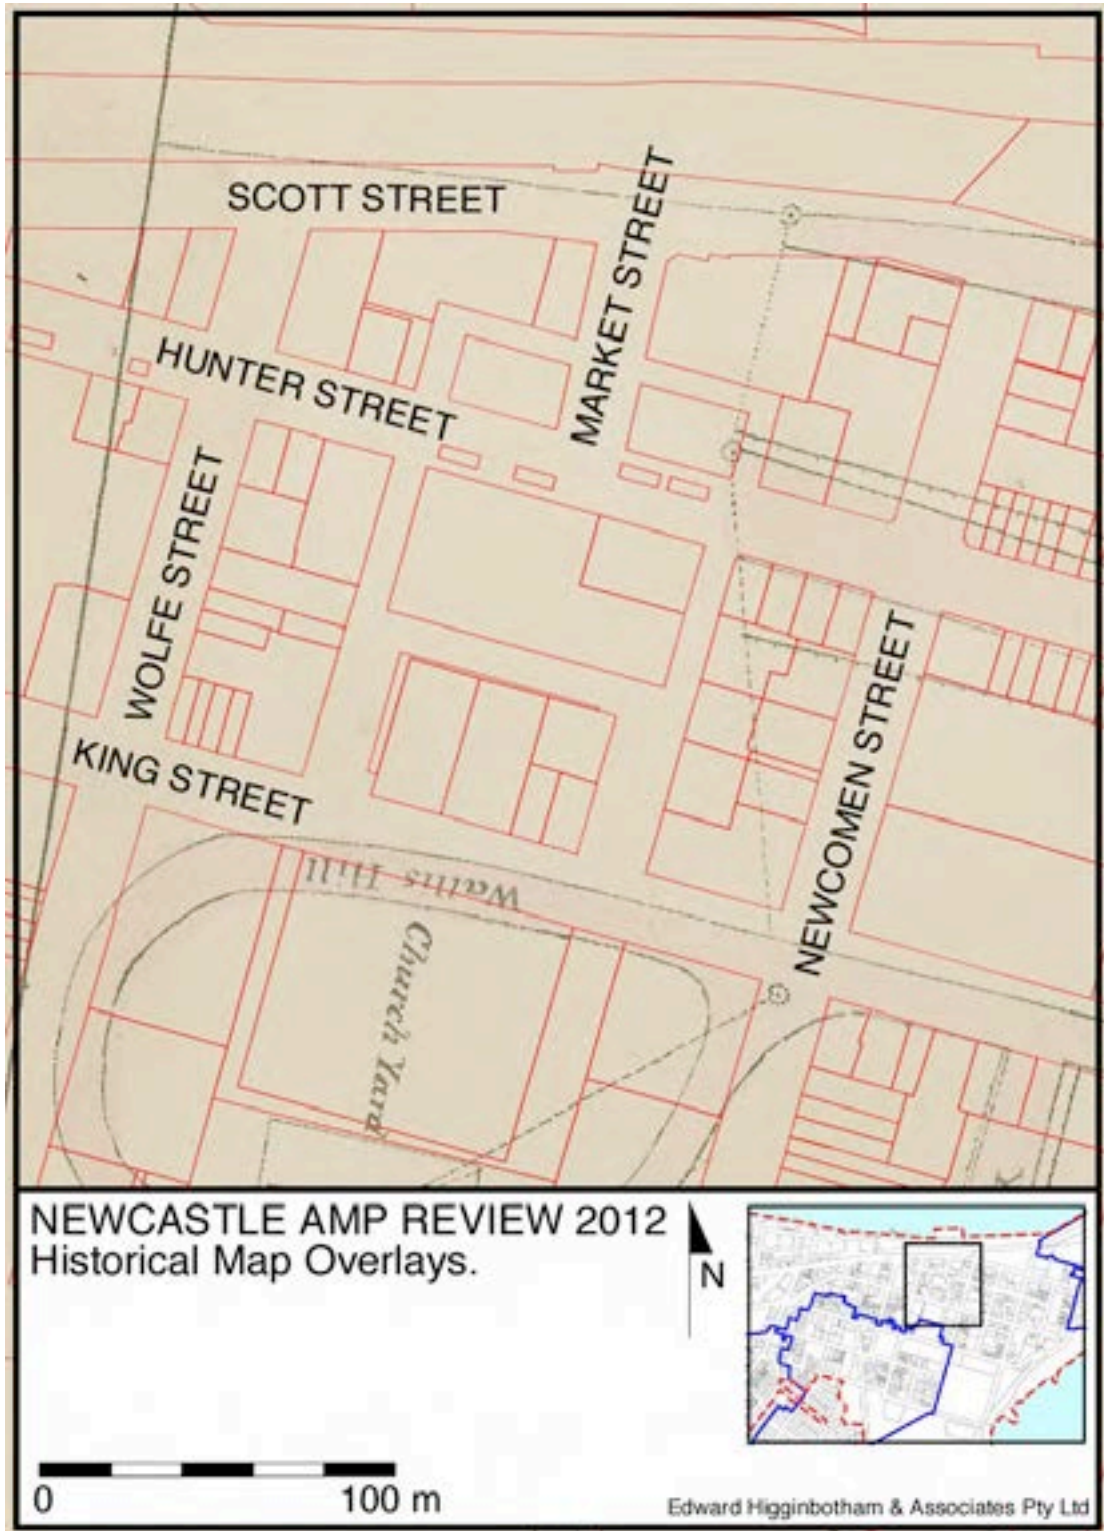 SCOTT STREET
MARKET STREET
HUNTER STREET
WOLFE STREET
NEWCOMEN STREET
KING STREET
Wallis Hill
Church Yard
NEWCASTLE AMP REVIEW 2012
Historical Map Overlays.
N
0 100 m
Edward Higginbotham & Associates Pty Ltd